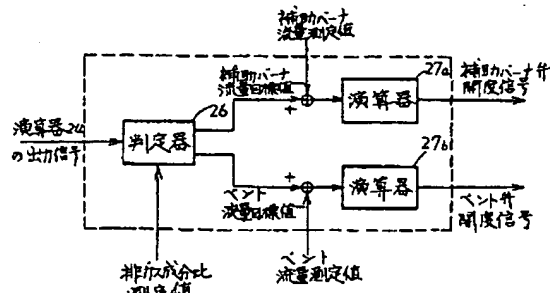 補助バーナ
流量測定値
補助バーナ
流量目標値
27a
演算器
補助バーナ弁
開度信号
26
演算器24
の出力信号
判定器
+
+
27b
演算器
ベント弁
開度信号
ベント
流量目標値
排ガス成分比
測定値
ベント
流量測定値